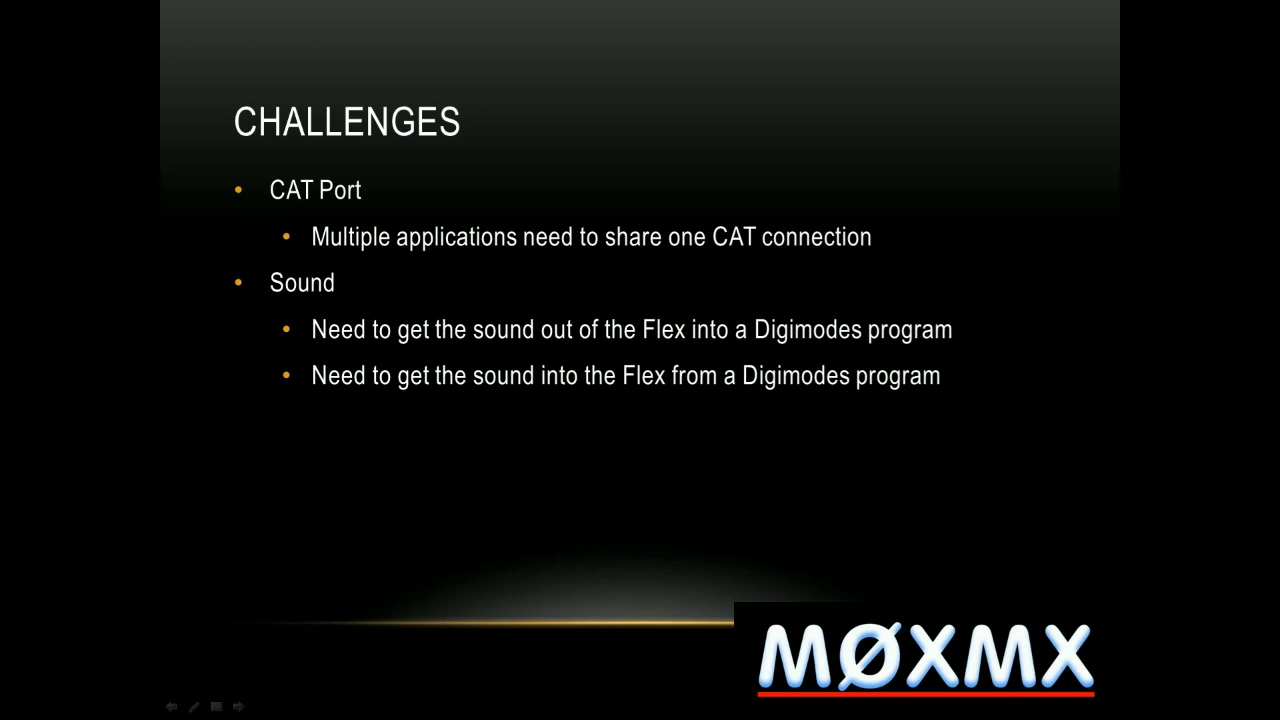 CHALLENGES
• CAT Port
• Multiple applications need to share one CAT connection
• Sound
• Need to get the sound out of the Flex into a Digimodes program
• Need to get the sound into the Flex from a Digimodes program
MØXMX